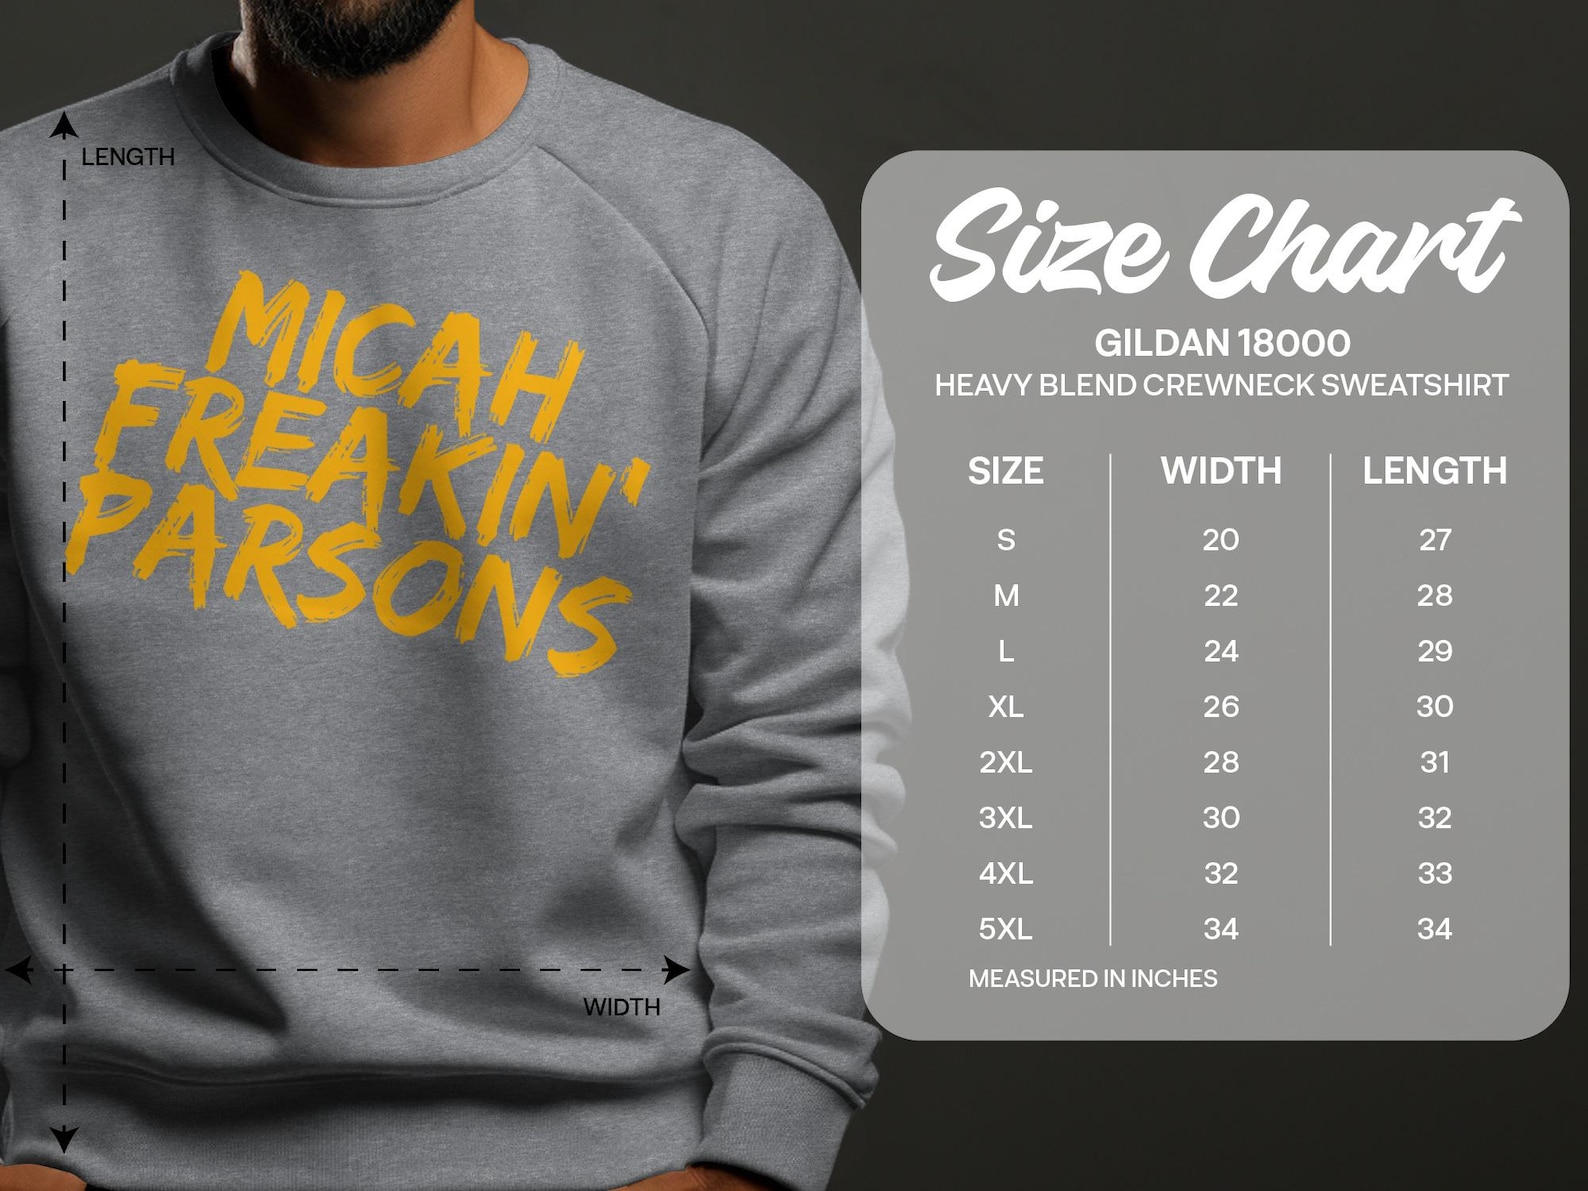 LENGTH
MICAH
FREAKIN'
PARSONS
WIDTH
Size Chart
GILDAN 18000
HEAVY BLEND CREWNECK SWEATSHIRT
SIZE WIDTH LENGTH
S 20 27
M 22 28
L 24 29
XL 26 30
2XL 28 31
3XL 30 32
4XL 32 33
5XL 34 34
MEASURED IN INCHES